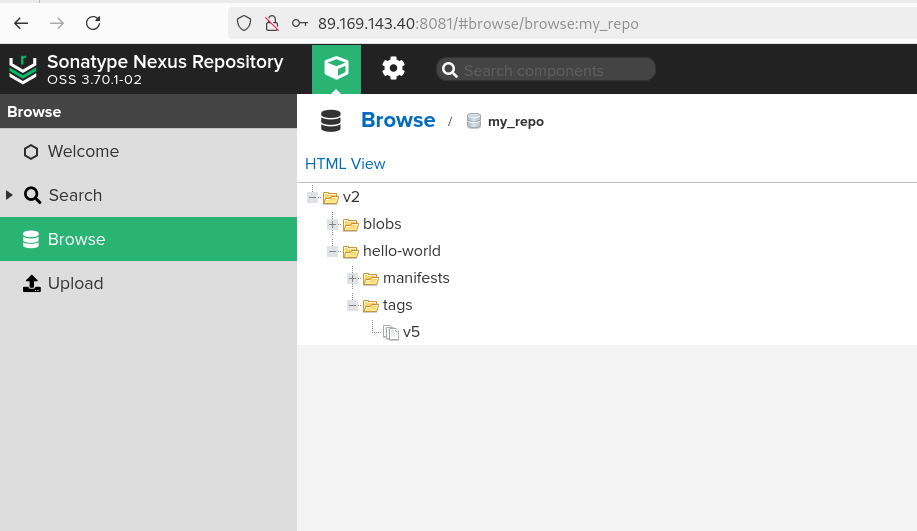 89.169.143.40:8081/#browse/browse:my_repo
Sonatype Nexus Repository
OSS 3.70.1-02
Search components
Browse
Welcome
Search
Browse
Upload
Browse / my_repo
HTML View
v2
blobs
hello-world
manifests
tags
v5